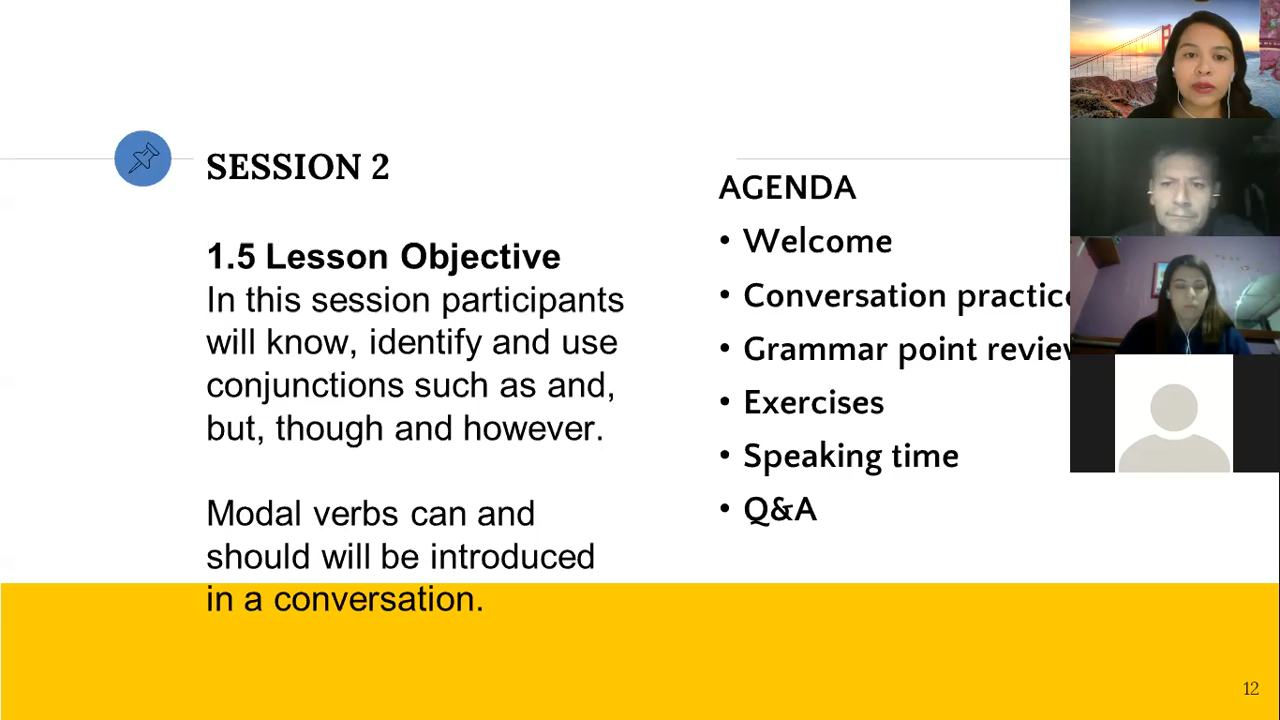 SESSION 2
1.5 Lesson Objective
In this session participants
will know, identify and use
conjunctions such as and,
but, though and however.
Modal verbs can and
should will be introduced
in a conversation.
AGENDA
• Welcome
• Conversation practice
• Grammar point review
• Exercises
• Speaking time
• Q&A
12